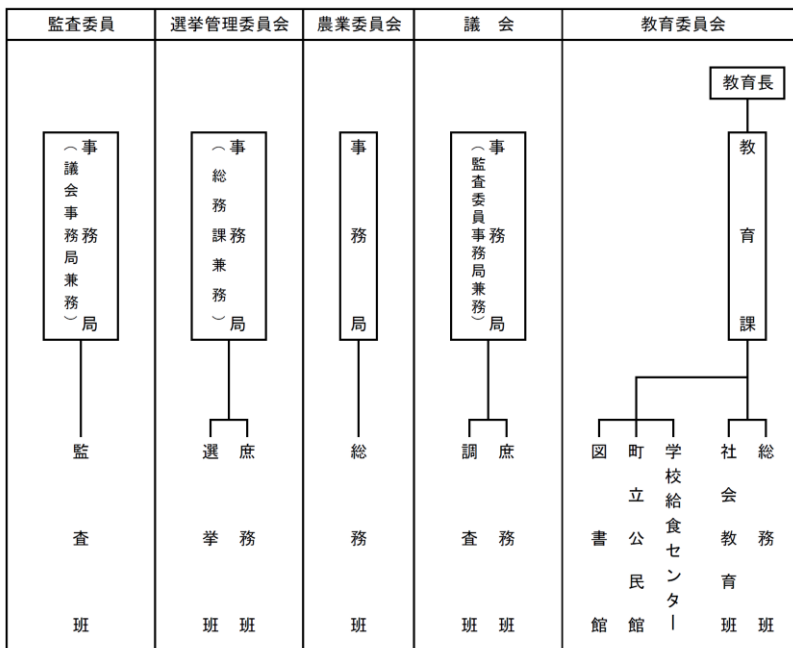 監査委員
選挙管理委員会
農業委員会
議　会
教育委員会
教育長
事務局
（議会事務局兼務）
事務局
（総務課兼務）
事務局
事務局
（監査委員事務局兼務）
教育課
監査班
選挙班
庶務班
総務班
調査班
庶務班
図書館
町立公民館
学校給食センター
社会教育班
総務班